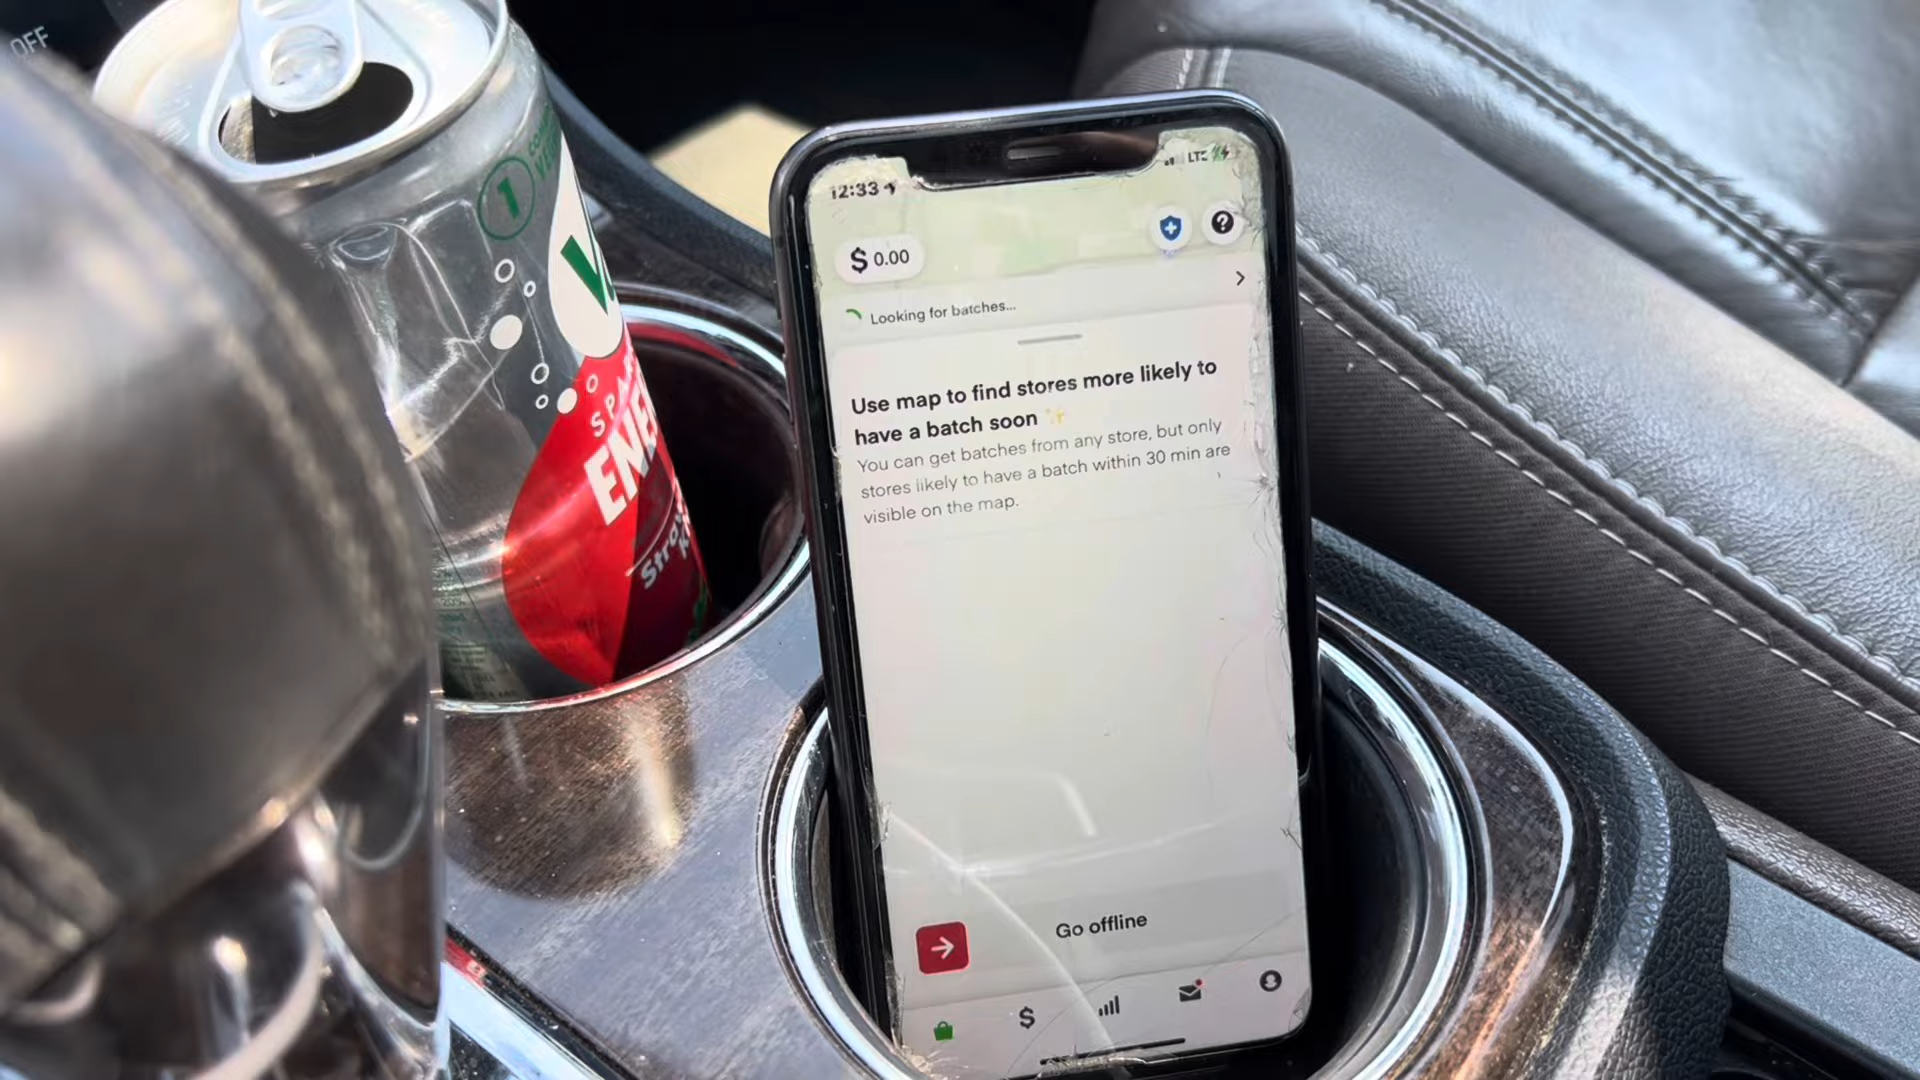 OFF
1
ENE
12:33
LTE
$ 0.00
Looking for batches...
Use map to find stores more likely to
have a batch soon ✨
You can get batches from any store, but only
stores likely to have a batch within 30 min are
visible on the map.
Go offline